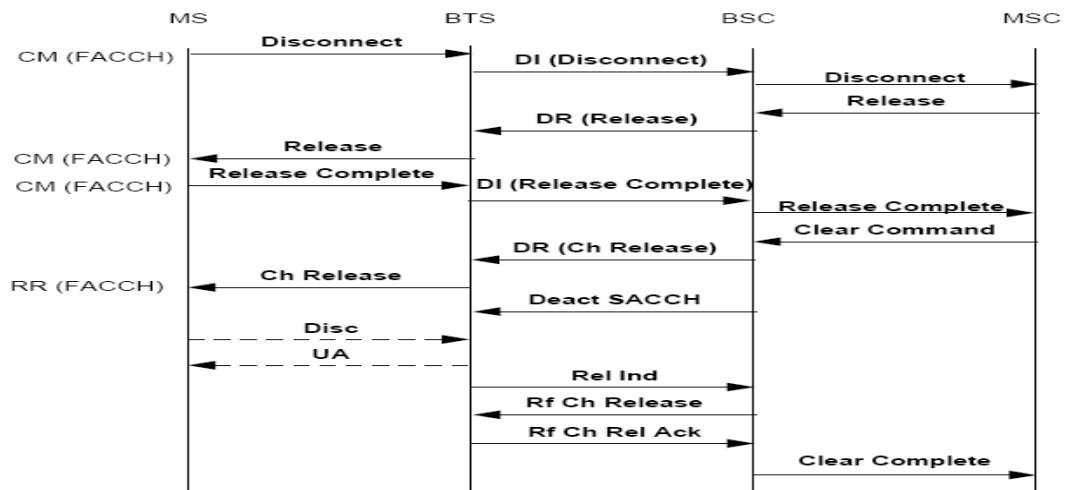 MS BTS BSC MSC
CM (FACCH) Disconnect
DI (Disconnect)
Disconnect
Release
DR (Release)
CM (FACCH) Release
CM (FACCH) Release Complete DI (Release Complete)
Release Complete
Clear Command
DR (Ch Release)
RR (FACCH) Ch Release
Deact SACCH
Disc
UA
Rel Ind
Rf Ch Release
Rf Ch Rel Ack
Clear Complete